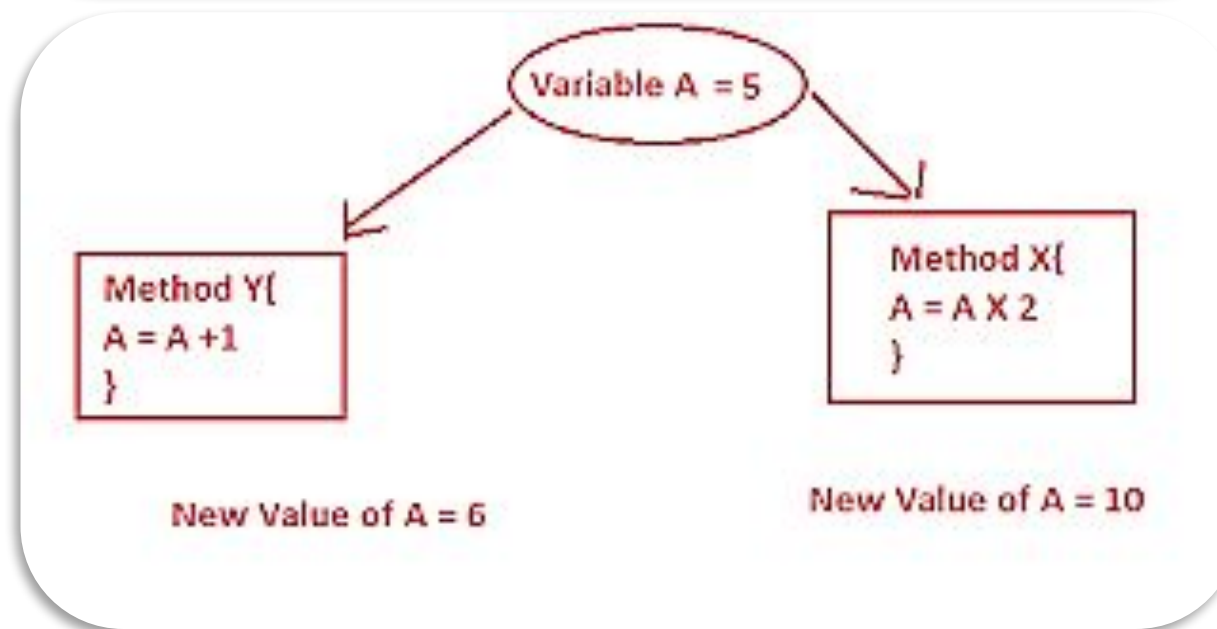 Variable A = 5
Method Y{
A = A +1
}
New Value of A = 6
Method X{
A = A X 2
}
New Value of A = 10